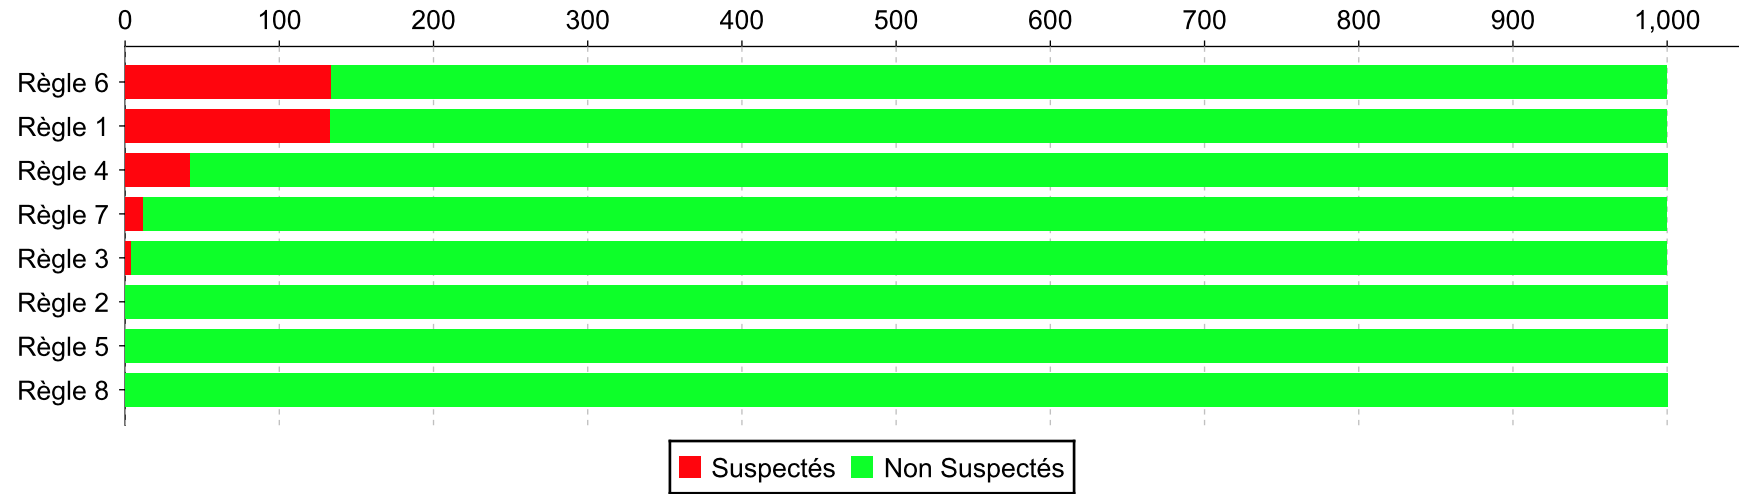 0 100 200 300 400 500 600 700 800 900 1,000
Règle 6
Règle 1
Règle 4
Règle 7
Règle 3
Règle 2
Règle 5
Règle 8
Suspectés Non Suspectés